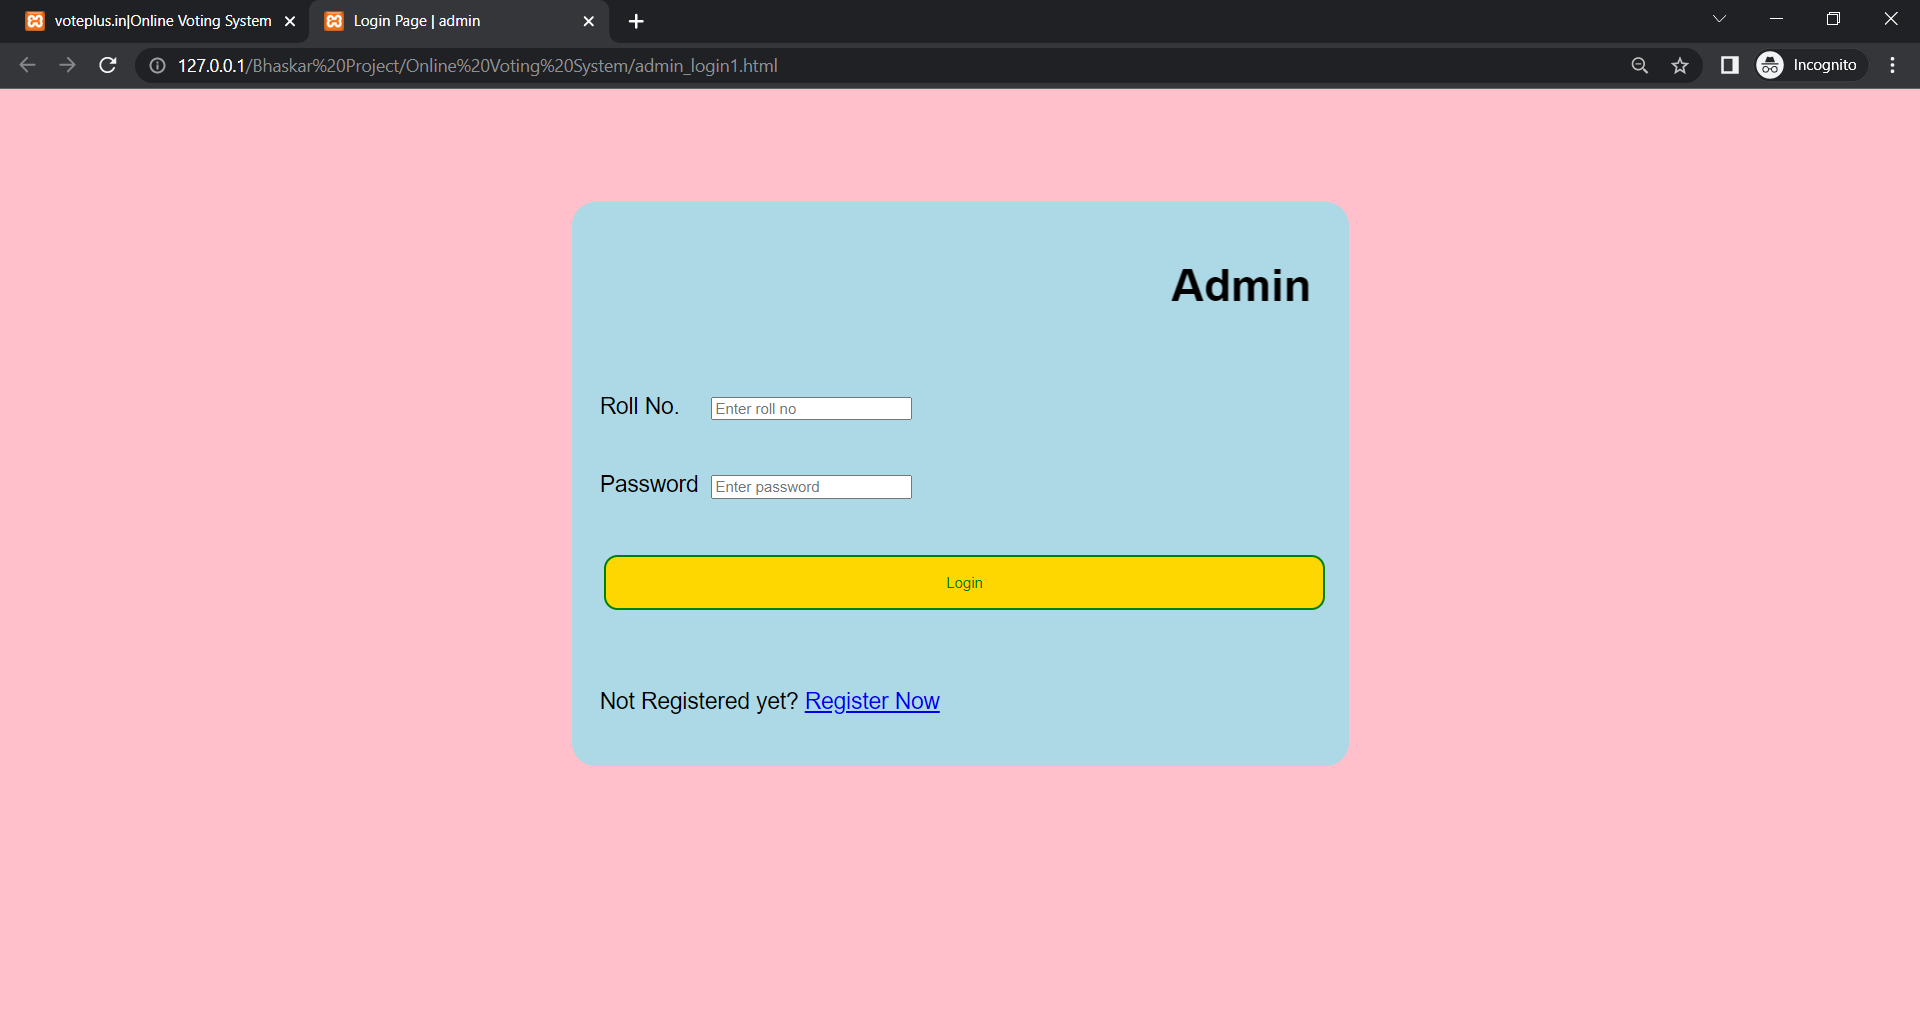 voteplus.in|Online Voting System
Login Page | admin
127.0.0.1/Bhaskar%20Project/Online%20Voting%20System/admin_login1.html
Incognito
Admin
Roll No. Enter roll no
Password Enter password
Login
Not Registered yet? Register Now